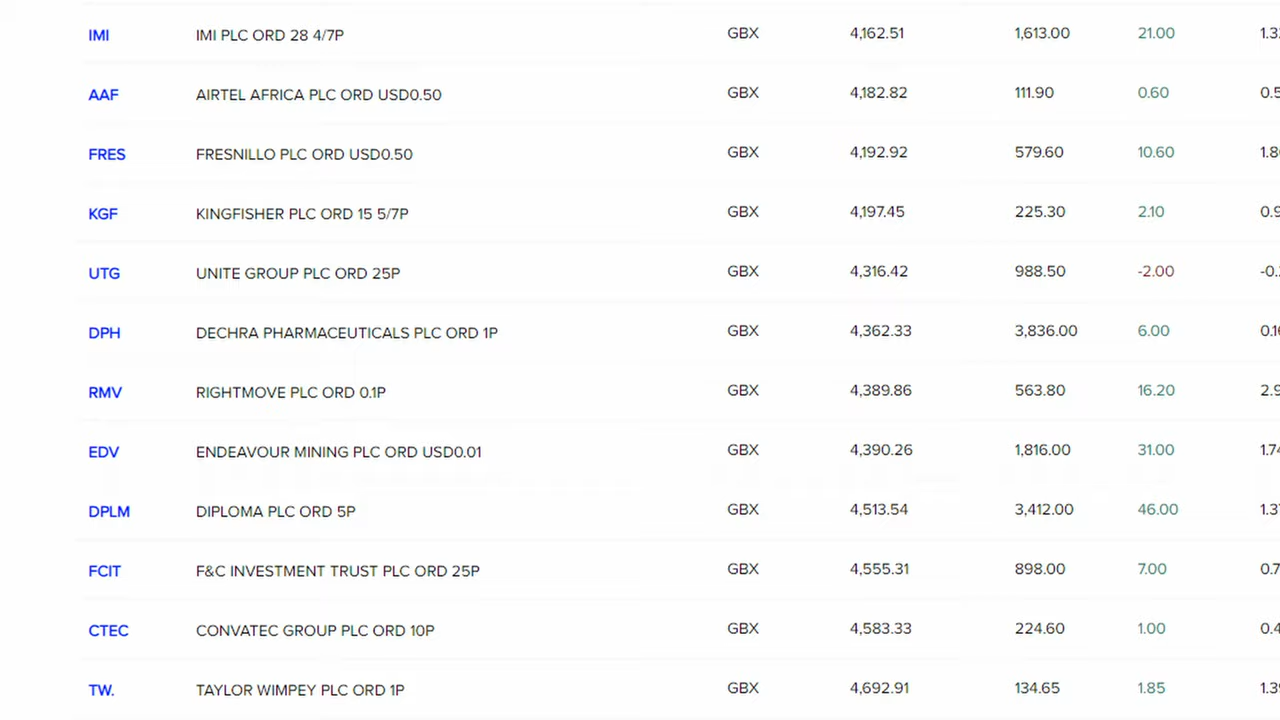 IMI IMI PLC ORD 28 4/7P GBX 4,162.51 1,613.00 21.00
AAF AIRTEL AFRICA PLC ORD USD0.50 GBX 4,182.82 111.90 0.60
FRES FRESNILLO PLC ORD USD0.50 GBX 4,192.92 579.60 10.60
KGF KINGFISHER PLC ORD 15 5/7P GBX 4,197.45 225.30 2.10
UTG UNITE GROUP PLC ORD 25P GBX 4,316.42 988.50 -2.00
DPH DECHRA PHARMACEUTICALS PLC ORD 1P GBX 4,362.33 3,836.00 6.00
RMV RIGHTMOVE PLC ORD 0.1P GBX 4,389.86 563.80 16.20
EDV ENDEAVOUR MINING PLC ORD USD0.01 GBX 4,390.26 1,816.00 31.00
DPLM DIPLOMA PLC ORD 5P GBX 4,513.54 3,412.00 46.00
FCIT F&C INVESTMENT TRUST PLC ORD 25P GBX 4,555.31 898.00 7.00
CTEC CONVATEC GROUP PLC ORD 10P GBX 4,583.33 224.60 1.00
TW. TAYLOR WIMPEY PLC ORD 1P GBX 4,692.91 134.65 1.85